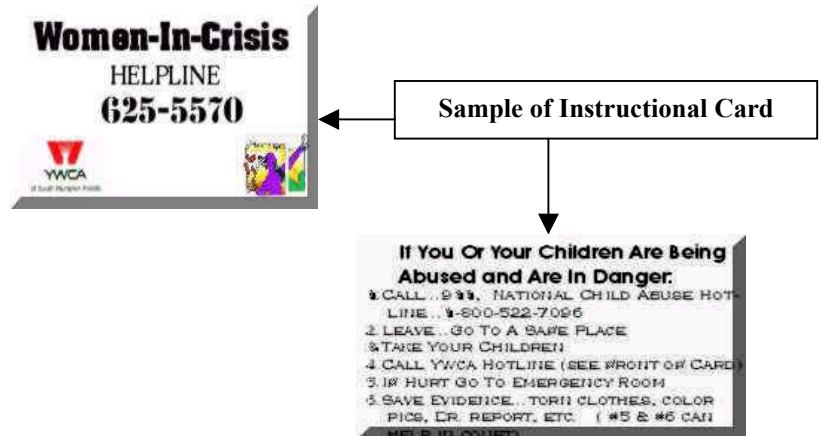 Women-In-Crisis
HELPLINE
625-5570
YWCA
Sample of Instructional Card
If You Or Your Children Are Being
Abused and Are In Danger:
1. CALL...911, NATIONAL CHILD ABUSE HOT-
LINE...1-800-522-7096
2. LEAVE...GO TO A SAFE PLACE
3. TAKE YOUR CHILDREN
4. CALL YWCA HOTLINE (SEE FRONT OF CARD)
5. IF HURT GO TO EMERGENCY ROOM
6. SAVE EVIDENCE...TORN CLOTHES, COLOR
PICS, DR. REPORT, ETC. ( #5 & #6 CAN
HELP IN COURT)